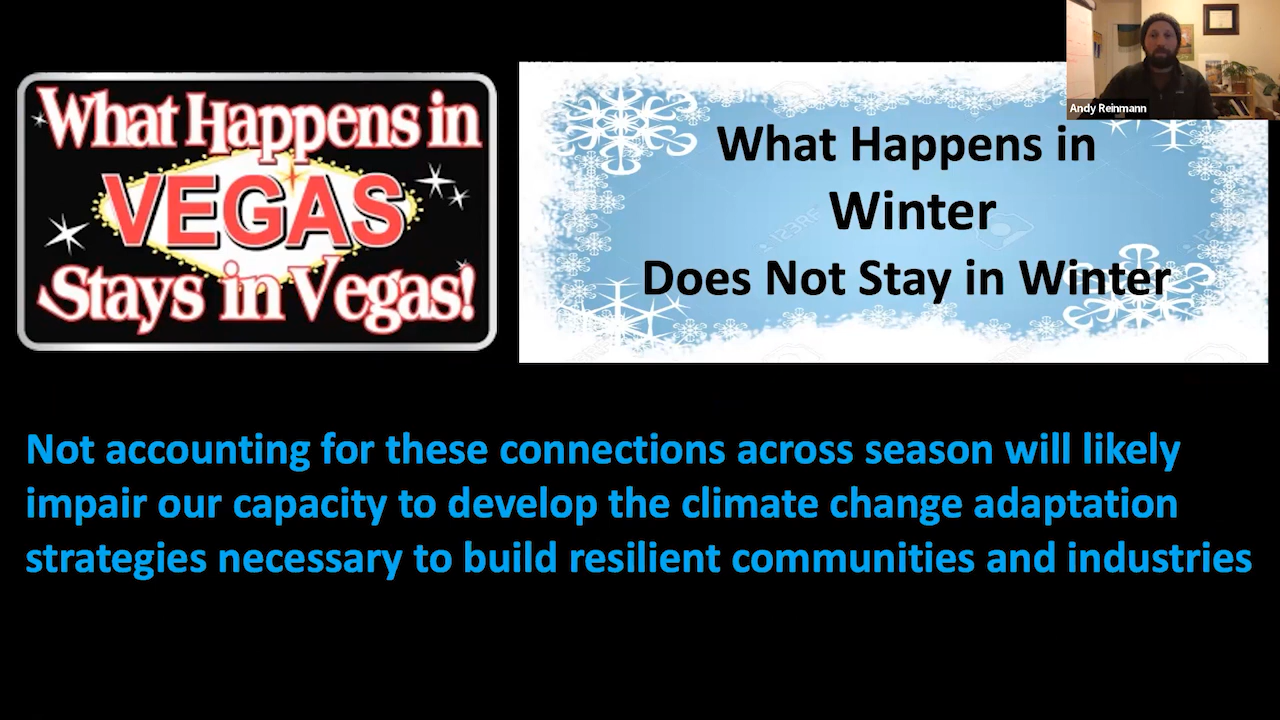 What Happens in
VEGAS
Stays in Vegas!
What Happens in
Winter
Does Not Stay in Winter
Andy Reinmann
Not accounting for these connections across season will likely
impair our capacity to develop the climate change adaptation
strategies necessary to build resilient communities and industries